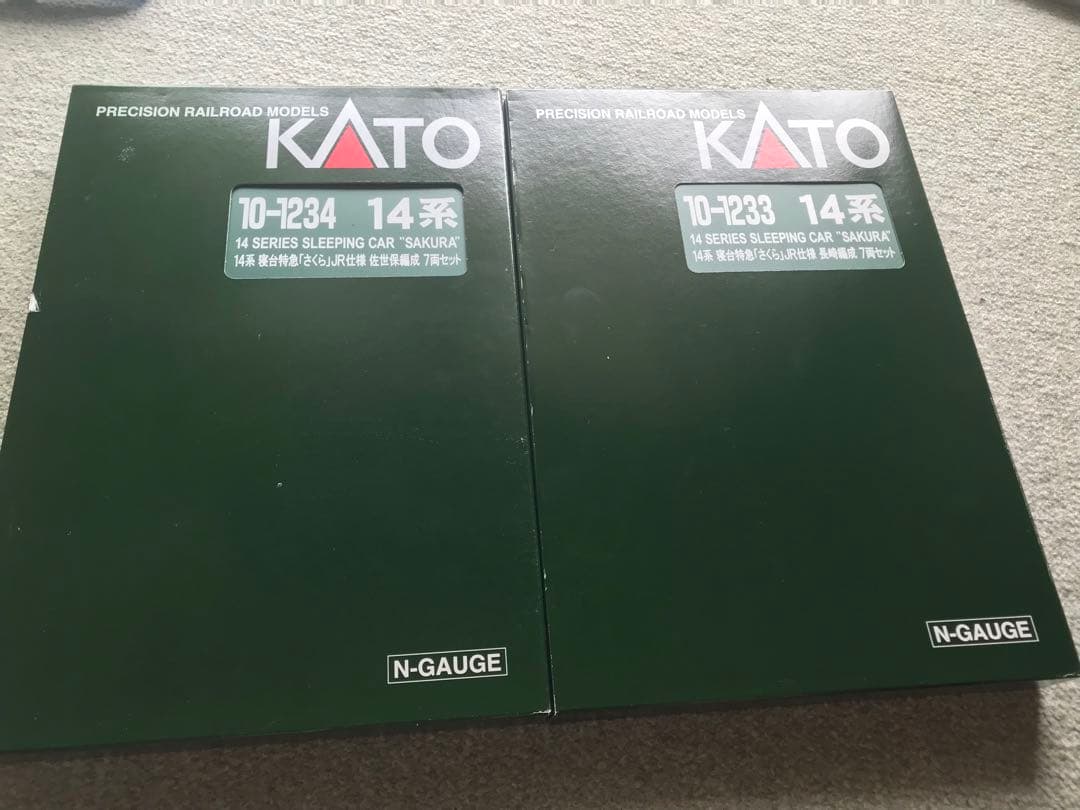 PRECISION RAILROAD MODELS
KATO
10-1234 14系
14 SERIES SLEEPING CAR "SAKURA"
14系 寝台特急「さくら」JR仕様 佐世保編成 7両セット
N-GAUGE
PRECISION RAILROAD MODELS
KATO
10-1233 14系
14 SERIES SLEEPING CAR "SAKURA"
14系 寝台特急「さくら」JR仕様 長崎編成 7両セット
N-GAUGE